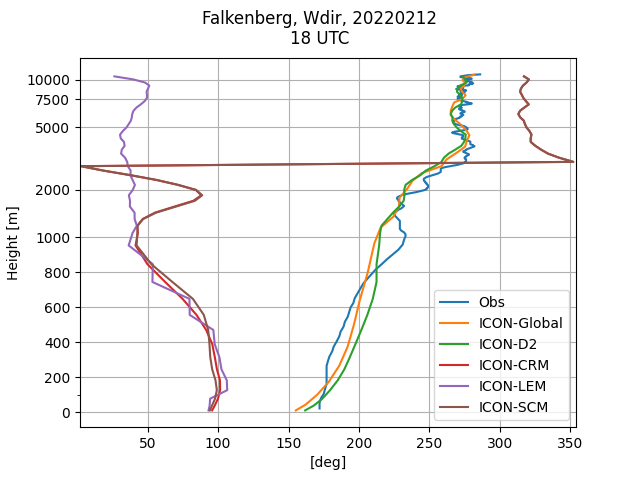 Falkenberg, Wdir, 20220212
18 UTC
Height [m]
10000
7500
5000
2000
1000
800
600
400
200
0
50
100
150
200
250
300
350
[deg]
Obs
ICON-Global
ICON-D2
ICON-CRM
ICON-LEM
ICON-SCM